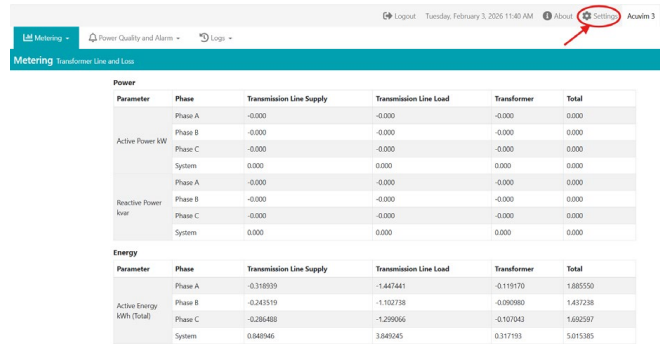 Logout Tuesday, February 3, 2026 11:40 AM About Settings Acuvim 3
Metering Power Quality and Alarm Logs
Metering Transformer Line and Loss
Power
Parameter Phase Transmission Line Supply Transmission Line Load Transformer Total
Active Power kW
Phase A -0.000 -0.000 -0.000 0.000
Phase B -0.000 -0.000 -0.000 0.000
Phase C -0.000 -0.000 -0.000 0.000
System 0.000 0.000 0.000 0.000
Reactive Power
kvar
Phase A -0.000 -0.000 -0.000 0.000
Phase B -0.000 -0.000 -0.000 0.000
Phase C -0.000 -0.000 -0.000 0.000
System 0.000 0.000 0.000 0.000
Energy
Parameter Phase Transmission Line Supply Transmission Line Load Transformer Total
Active Energy
kWh (Total)
Phase A -0.318939 -1.447441 -0.119170 1.885550
Phase B -0.243519 -1.102738 -0.090980 1.437238
Phase C -0.286488 -1.299066 -0.107043 1.692597
System 0.848946 3.849245 0.317193 5.015385